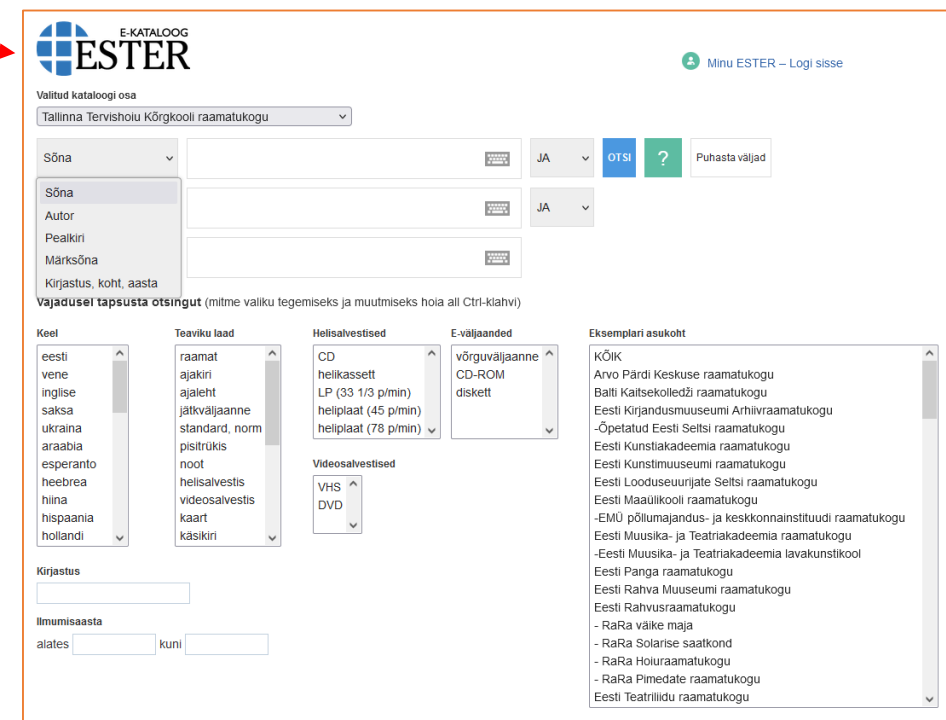 E-KATALOOG
ESTER
Minu ESTER – Logi sisse
Valitud kataloogi osa
Tallinna Tervishoiu Kõrgkooli raamatukogu
Sõna
JA
OTSI
?
Puhasta väljad
Sõna
Autor
Pealkiri
Märksõna
Kirjastus, koht, aasta
JA
Vajadusel täpsusta otsingut (mitme valiku tegemiseks ja muutmiseks hoia all Ctrl-klahvi)
Keel
eesti
vene
inglise
saksa
ukraina
araabia
esperanto
heebrea
hiina
hispaania
hollandi
Teaviku laad
raamat
ajakiri
ajaleht
jätkväljaanne
standard, norm
pisitrükis
noot
helisalvestis
videosalvestis
kaart
käsikiri
Helisalvestised
CD
helikassett
LP (33 1/3 p/min)
heliplaat (45 p/min)
heliplaat (78 p/min)
Videosalvestised
VHS
DVD
E-väljaanded
võrguväljaanne
CD-ROM
diskett
Eksemplari asukoht
KÕIK
Arvo Pärdi Keskuse raamatukogu
Balti Kaitsekolledži raamatukogu
Eesti Kirjandusmuuseumi Arhiivraamatukogu
-Õpetatud Eesti Seltsi raamatukogu
Eesti Kunstiakadeemia raamatukogu
Eesti Kunstimuuseumi raamatukogu
Eesti Looduseuurijate Seltsi raamatukogu
Eesti Maaülikooli raamatukogu
-EMÜ põllumajandus- ja keskkonnainstituudi raamatukogu
Eesti Muusika- ja Teatriakadeemia raamatukogu
-Eesti Muusika- ja Teatriakadeemia lavakunstikool
Eesti Panga raamatukogu
Eesti Rahva Muuseumi raamatukogu
Eesti Rahvusraamatukogu
- RaRa väike maja
- RaRa Solarise saatkond
- RaRa Hoiuraamatukogu
- RaRa Pimedate raamatukogu
Eesti Teatriliidu raamatukogu
Kirjastus
Ilmumisaasta
alates
kuni